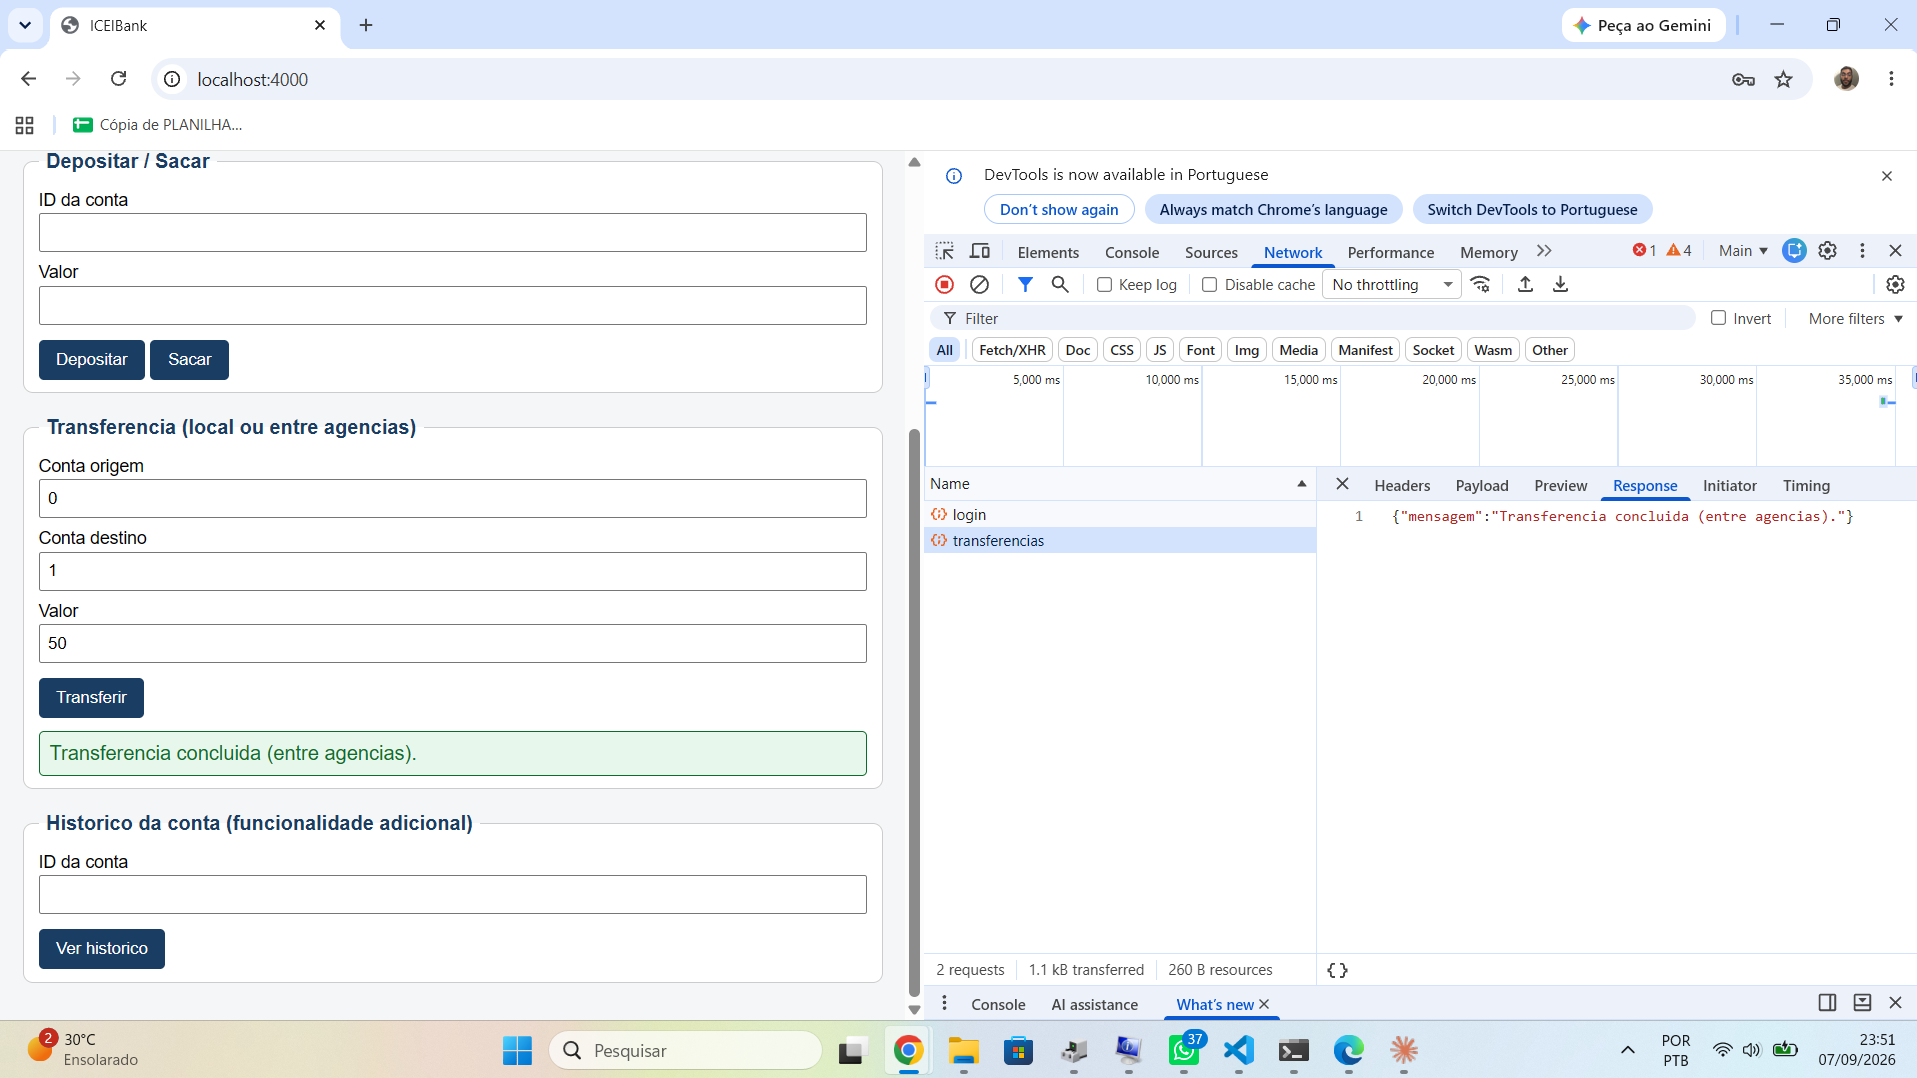 ICEIBank
Peça ao Gemini
localhost:4000
Cópia de PLANILHA...
Depositar / Sacar
ID da conta
Valor
Depositar
Sacar
Transferencia (local ou entre agencias)
Conta origem
0
Conta destino
1
Valor
50
Transferir
Transferencia concluida (entre agencias).
Historico da conta (funcionalidade adicional)
ID da conta
Ver historico
DevTools is now available in Portuguese
Don't show again
Always match Chrome's language
Switch DevTools to Portuguese
Elements
Console
Sources
Network
Performance
Memory
1
4
Main
Keep log
Disable cache
No throttling
Filter
Invert
More filters
All
Fetch/XHR
Doc
CSS
JS
Font
Img
Media
Manifest
Socket
Wasm
Other
5,000 ms
10,000 ms
15,000 ms
20,000 ms
25,000 ms
30,000 ms
35,000 ms
Name
Headers
Payload
Preview
Response
Initiator
Timing
login
transferencias
1 {"mensagem":"Transferencia concluida (entre agencias)."}
2 requests
1.1 kB transferred
260 B resources
{}
Console
AI assistance
What's new
2
30°C
Ensolarado
Pesquisar
37
POR
PTB
23:51
07/09/2026